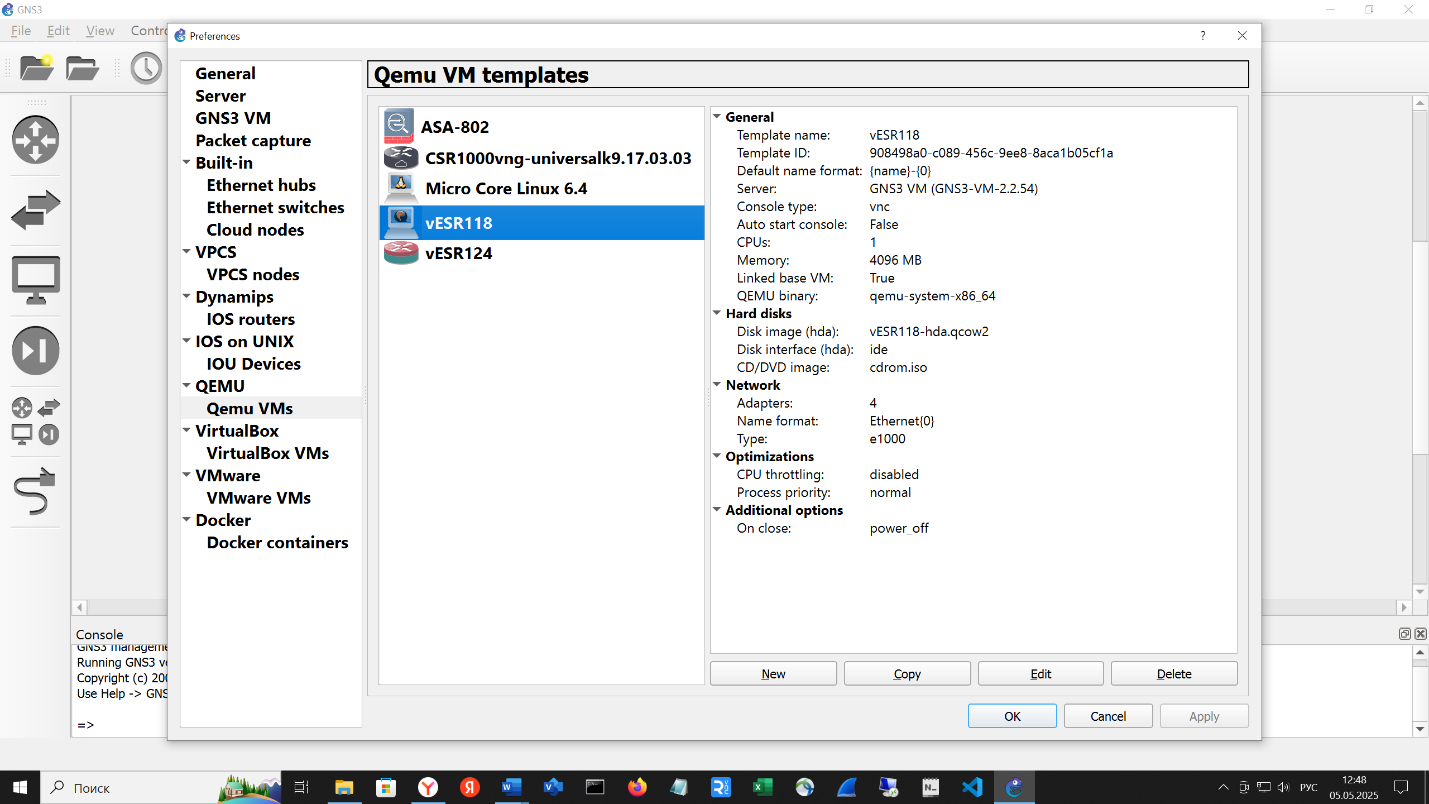 GNS3
File Edit View Contro
Preferences
?
General
Server
GNS3 VM
Packet capture
Built-in
Ethernet hubs
Ethernet switches
Cloud nodes
VPCS
VPCS nodes
Dynamips
IOS routers
IOS on UNIX
IOU Devices
QEMU
Qemu VMs
VirtualBox
VirtualBox VMs
VMware
VMware VMs
Docker
Docker containers
Qemu VM templates
ASA-802
CSR1000vng-universalk9.17.03.03
Micro Core Linux 6.4
vESR118
vESR124
General
Template name: vESR118
Template ID: 908498a0-c089-456c-9ee8-8aca1b05cf1a
Default name format: {name}-{0}
Server: GNS3 VM (GNS3-VM-2.2.54)
Console type: vnc
Auto start console: False
CPUs: 1
Memory: 4096 MB
Linked base VM: True
QEMU binary: qemu-system-x86_64
Hard disks
Disk image (hda): vESR118-hda.qcow2
Disk interface (hda): ide
CD/DVD image: cdrom.iso
Network
Adapters: 4
Name format: Ethernet{0}
Type: e1000
Optimizations
CPU throttling: disabled
Process priority: normal
Additional options
On close: power_off
New Copy Edit Delete
OK Cancel Apply
Console
GNS3 manageme
Running GNS3 ve
Copyright (c) 200
Use Help -> GNS
=>
Поиск
РУС
12:48
05.05.2025